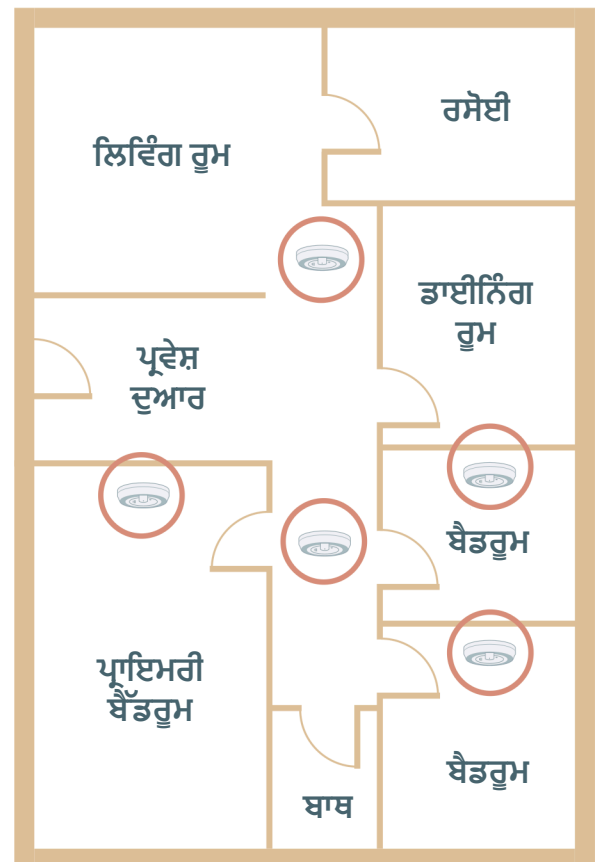 ਰਸੋਈ
ਲਿਵਿੰਗ ਰੂਮ
ਡਾਈਨਿੰਗ
ਰੂਮ
ਪ੍ਰਵੇਸ਼
ਦੁਆਰ
ਬੈਡਰੂਮ
ਪ੍ਰਾਇਮਰੀ
ਬੈੱਡਰੂਮ
ਬੈਡਰੂਮ
ਬਾਥ